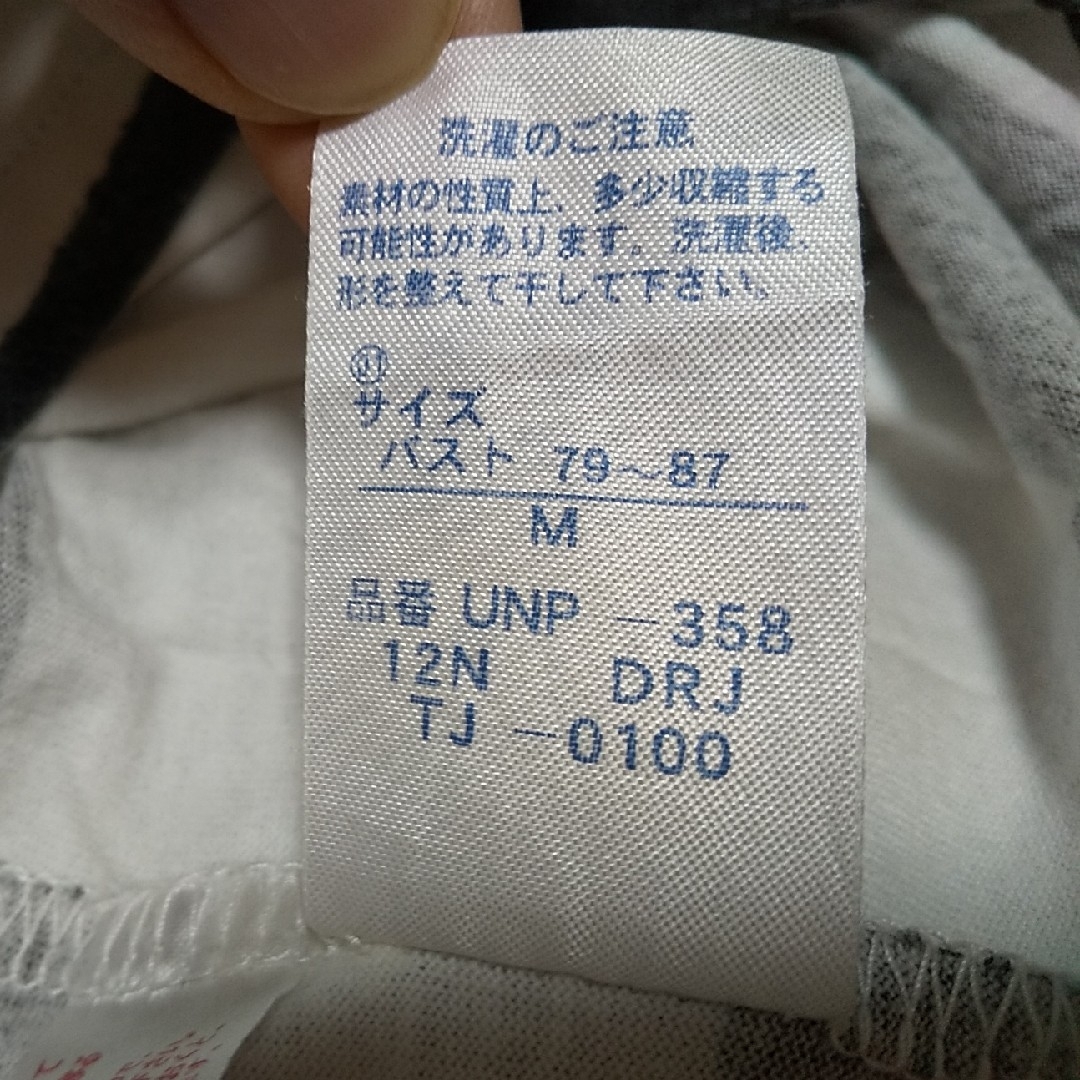 洗濯のご注意
素材の性質上、多少収縮する
可能性があります。洗濯後、
形を整えて干して下さい。
サイズ
バスト 79〜87
M
品番 UNP-358
12N DRJ
TJ-0100